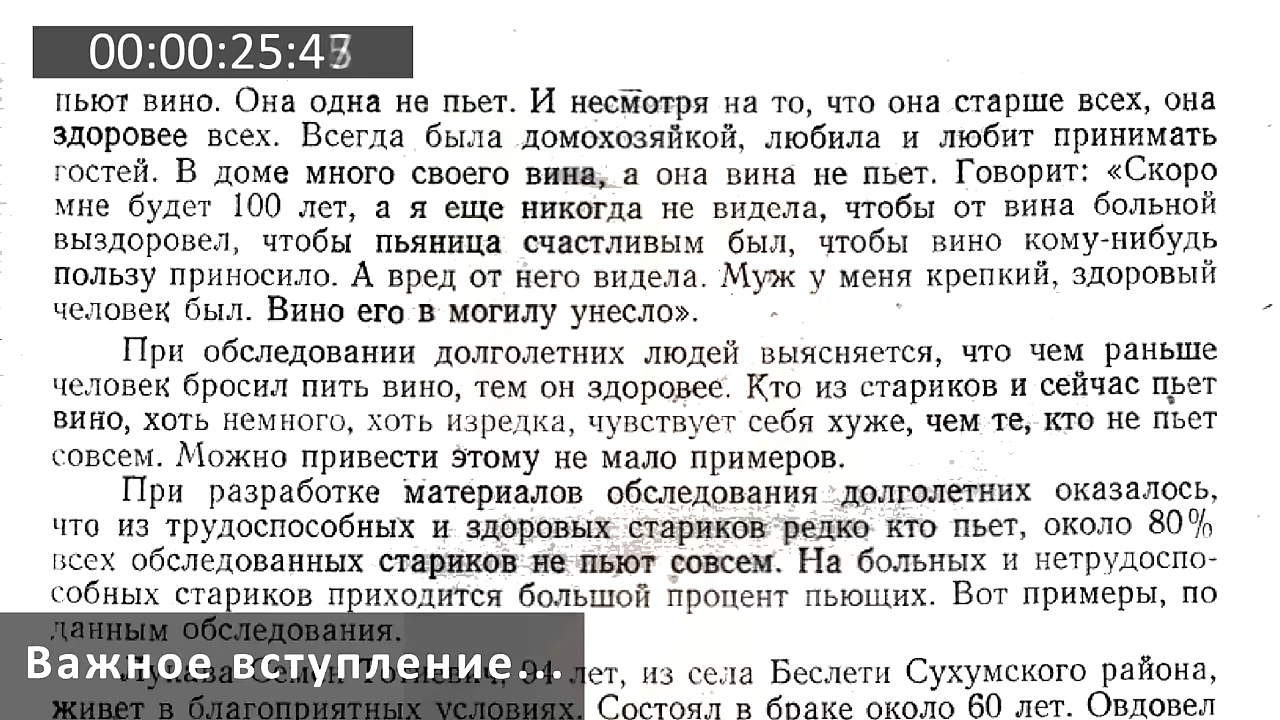 00:00:25:4
пьют вино. Она одна не пьет. И несмотря на то, что она старше всех, она
здоровее всех. Всегда была домохозяйкой, любила и любит принимать
гостей. В доме много своего вина, а она вина не пьет. Говорит: «Скоро
мне будет 100 лет, а я еще никогда не видела, чтобы от вина больной
выздоровел, чтобы пьяница счастливым был, чтобы вино кому-нибудь
пользу приносило. А вред от него видела. Муж у меня крепкий, здоровый
человек был. Вино его в могилу унесло».
При обследовании долголетних людей выясняется, что чем раньше
человек бросил пить вино, тем он здоровее. Кто из стариков и сейчас пьет
вино, хоть немного, хоть изредка, чувствует себя хуже, чем те, кто не пьет
совсем. Можно привести этому не мало примеров.
При разработке материалов обследования долголетних оказалось,
что из трудоспособных и здоровых стариков редко кто пьет, около 80%
всех обследованных стариков не пьют совсем. На больных и нетрудоспо-
собных стариков приходится большой процент пьющих. Вот примеры, по
данным обследования.
Важное вступление...
94 лет, из села Беслети Сухумского района,
живет в благоприятных условиях. Состоял в браке около 60 лет. Овдовел